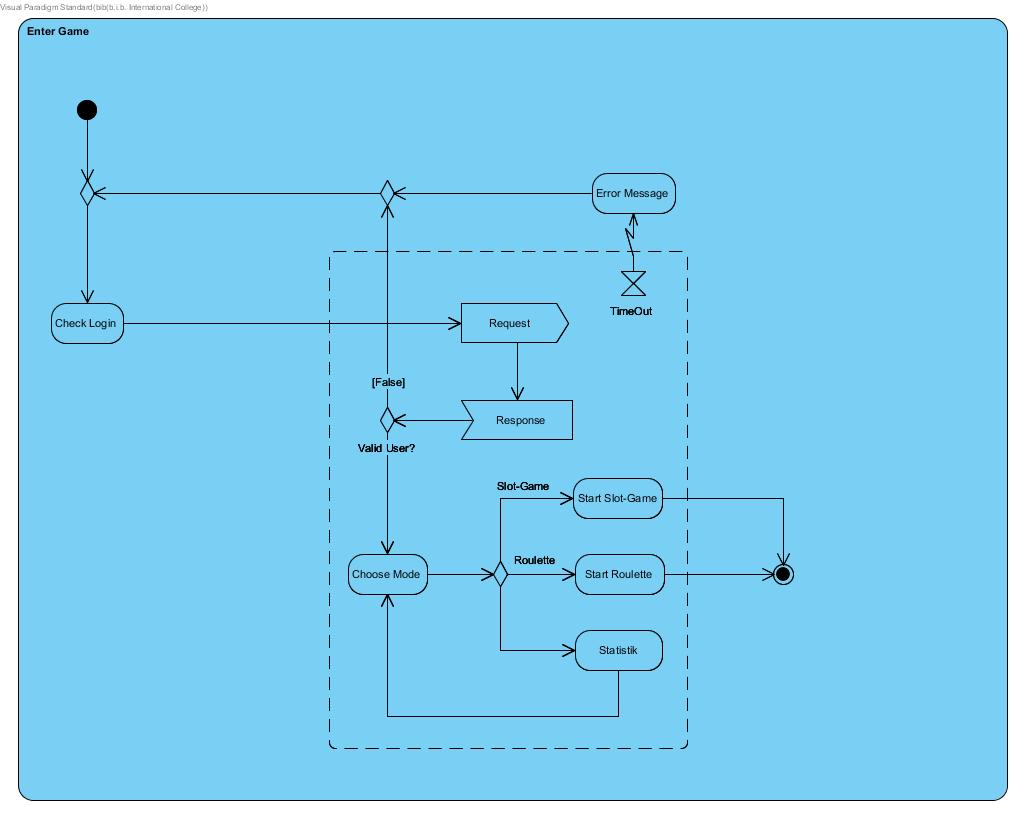 Visual Paradigm Standard(bib(b.i.b. International College))
Enter Game
Error Message
TimeOut
Check Login
Request
[False]
Response
Valid User?
Slot-Game
Start Slot-Game
Roulette
Choose Mode
Start Roulette
Statistik